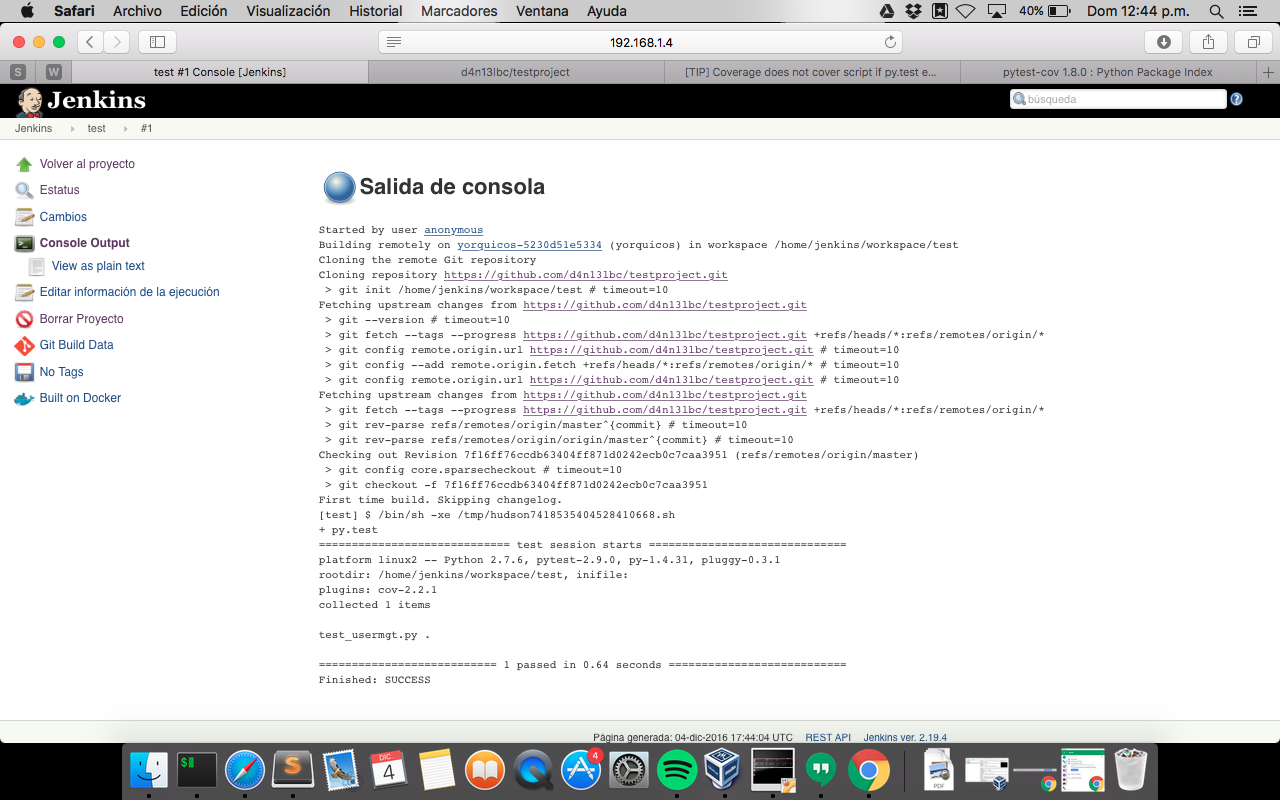 Safari Archivo Edición Visualización Historial Marcadores Ventana Ayuda 40% Dom 12:44 p.m.
192.168.1.4
S W test #1 Console [Jenkins] d4n13lbc/testproject [TIP] Coverage does not cover script if py.test e... pytest-cov 1.8.0 : Python Package Index
Jenkins búsqueda
Jenkins test #1
Volver al proyecto
Estatus
Cambios
Console Output
View as plain text
Editar información de la ejecución
Borrar Proyecto
Git Build Data
No Tags
Built on Docker
Salida de consola
Started by user anonymous
Building remotely on yorquicos-5230d51e5334 (yorquicos) in workspace /home/jenkins/workspace/test
Cloning the remote Git repository
Cloning repository https://github.com/d4n13lbc/testproject.git
 > git init /home/jenkins/workspace/test # timeout=10
Fetching upstream changes from https://github.com/d4n13lbc/testproject.git
 > git --version # timeout=10
 > git fetch --tags --progress https://github.com/d4n13lbc/testproject.git +refs/heads/*:refs/remotes/origin/*
 > git config remote.origin.url https://github.com/d4n13lbc/testproject.git # timeout=10
 > git config --add remote.origin.fetch +refs/heads/*:refs/remotes/origin/* # timeout=10
 > git config remote.origin.url https://github.com/d4n13lbc/testproject.git # timeout=10
Fetching upstream changes from https://github.com/d4n13lbc/testproject.git
 > git fetch --tags --progress https://github.com/d4n13lbc/testproject.git +refs/heads/*:refs/remotes/origin/*
 > git rev-parse refs/remotes/origin/master^{commit} # timeout=10
 > git rev-parse refs/remotes/origin/origin/master^{commit} # timeout=10
Checking out Revision 7f16ff76ccdb63404ff871d0242ecb0c7caa3951 (refs/remotes/origin/master)
 > git config core.sparsecheckout # timeout=10
 > git checkout -f 7f16ff76ccdb63404ff871d0242ecb0c7caa3951
First time build. Skipping changelog.
[test] $ /bin/sh -xe /tmp/hudson7418535404528410668.sh
+ py.test
============================= test session starts ==============================
platform linux2 -- Python 2.7.6, pytest-2.9.0, py-1.4.31, pluggy-0.3.1
rootdir: /home/jenkins/workspace/test, inifile:
plugins: cov-2.2.1
collected 1 items
test_usermgt.py .
=========================== 1 passed in 0.64 seconds ===========================
Finished: SUCCESS
Página generada: 04-dic-2016 17:44:04 UTC REST API Jenkins ver. 2.19.4
DIC. 4
4
PDF